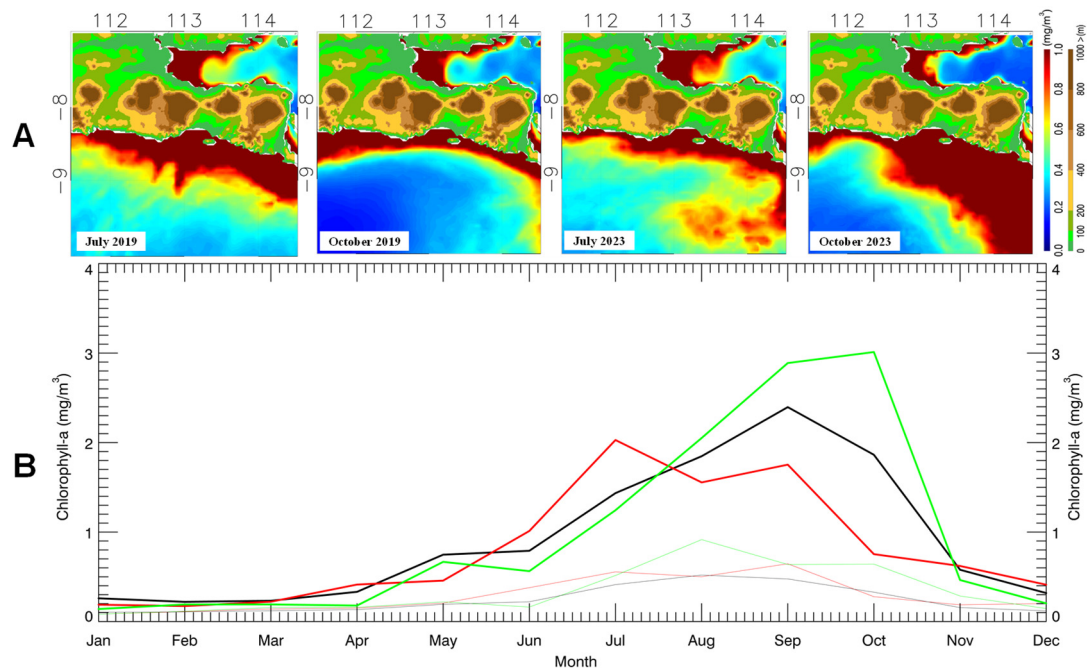 112 113 114 112 113 114 112 113 114 112 113 114
A
−8 −9
−8 −9
−8 −9
July 2019
October 2019
July 2023
October 2023
(mg/m³)
0.0 0.2 0.4 0.6 0.8 1.0
0 100 200 400 600 800 1000 >(m)
B
Chlorophyll-a (mg/m³)
4
3
2
1
0
4
3
2
1
0
Chlorophyll-a (mg/m³)
Jan Feb Mar Apr May Jun Jul Aug Sep Oct Nov Dec
Month